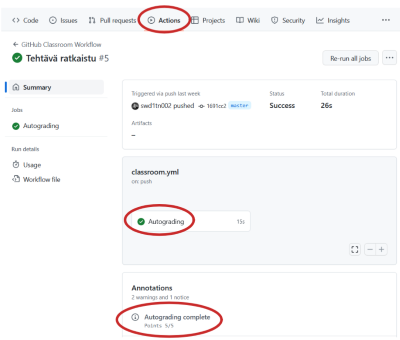 Code Issues Pull requests Actions Projects Wiki Security Insights
GitHub Classroom Workflow
Tehtävä ratkaistu #5
Re-run all jobs
Summary
Jobs
Autograding
Run details
Usage
Workflow file
Triggered via push last week
Status
Total duration
swd1tn002 pushed 1691cc2 master
Success
26s
Artifacts
–
classroom.yml
on: push
Autograding 15s
Annotations
2 warnings and 1 notice
Autograding complete
Points 5/5